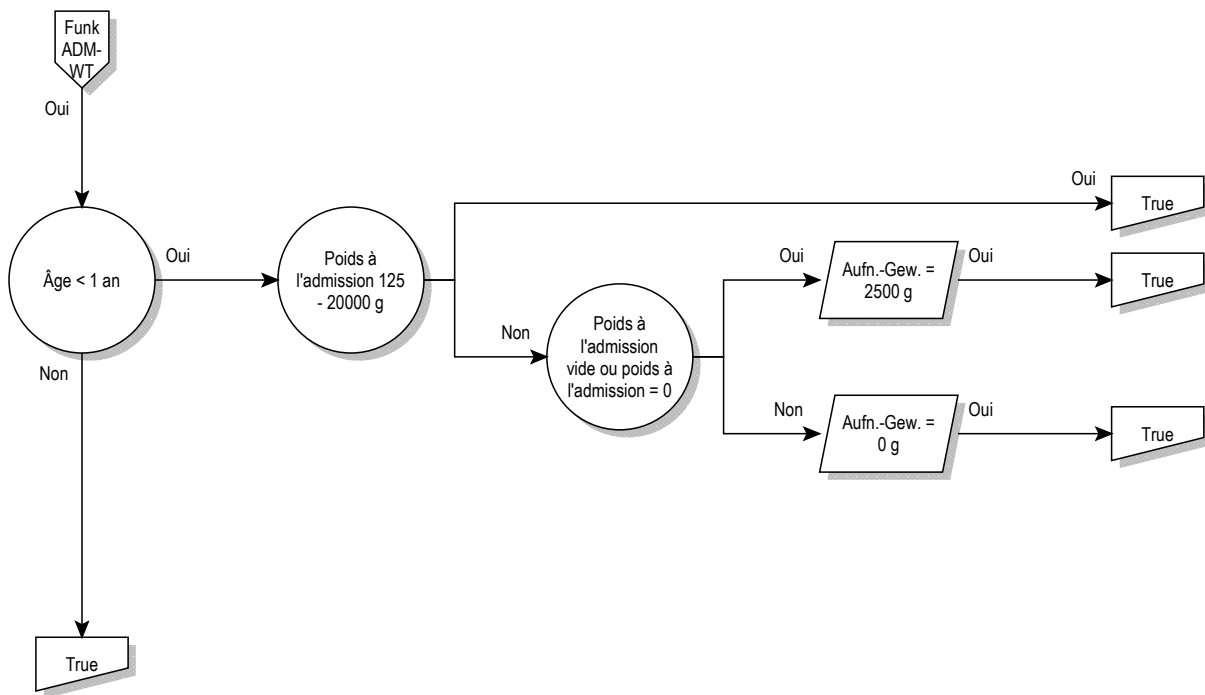 Funk
ADM-
WT
Oui
Âge < 1 an
Oui
Non
True
Poids à
l'admission 125
- 20000 g
Oui
True
Non
Poids à
l'admission
vide ou poids à
l'admission = 0
Oui
Aufn.-Gew. =
2500 g
Oui
True
Non
Aufn.-Gew. =
0 g
Oui
True